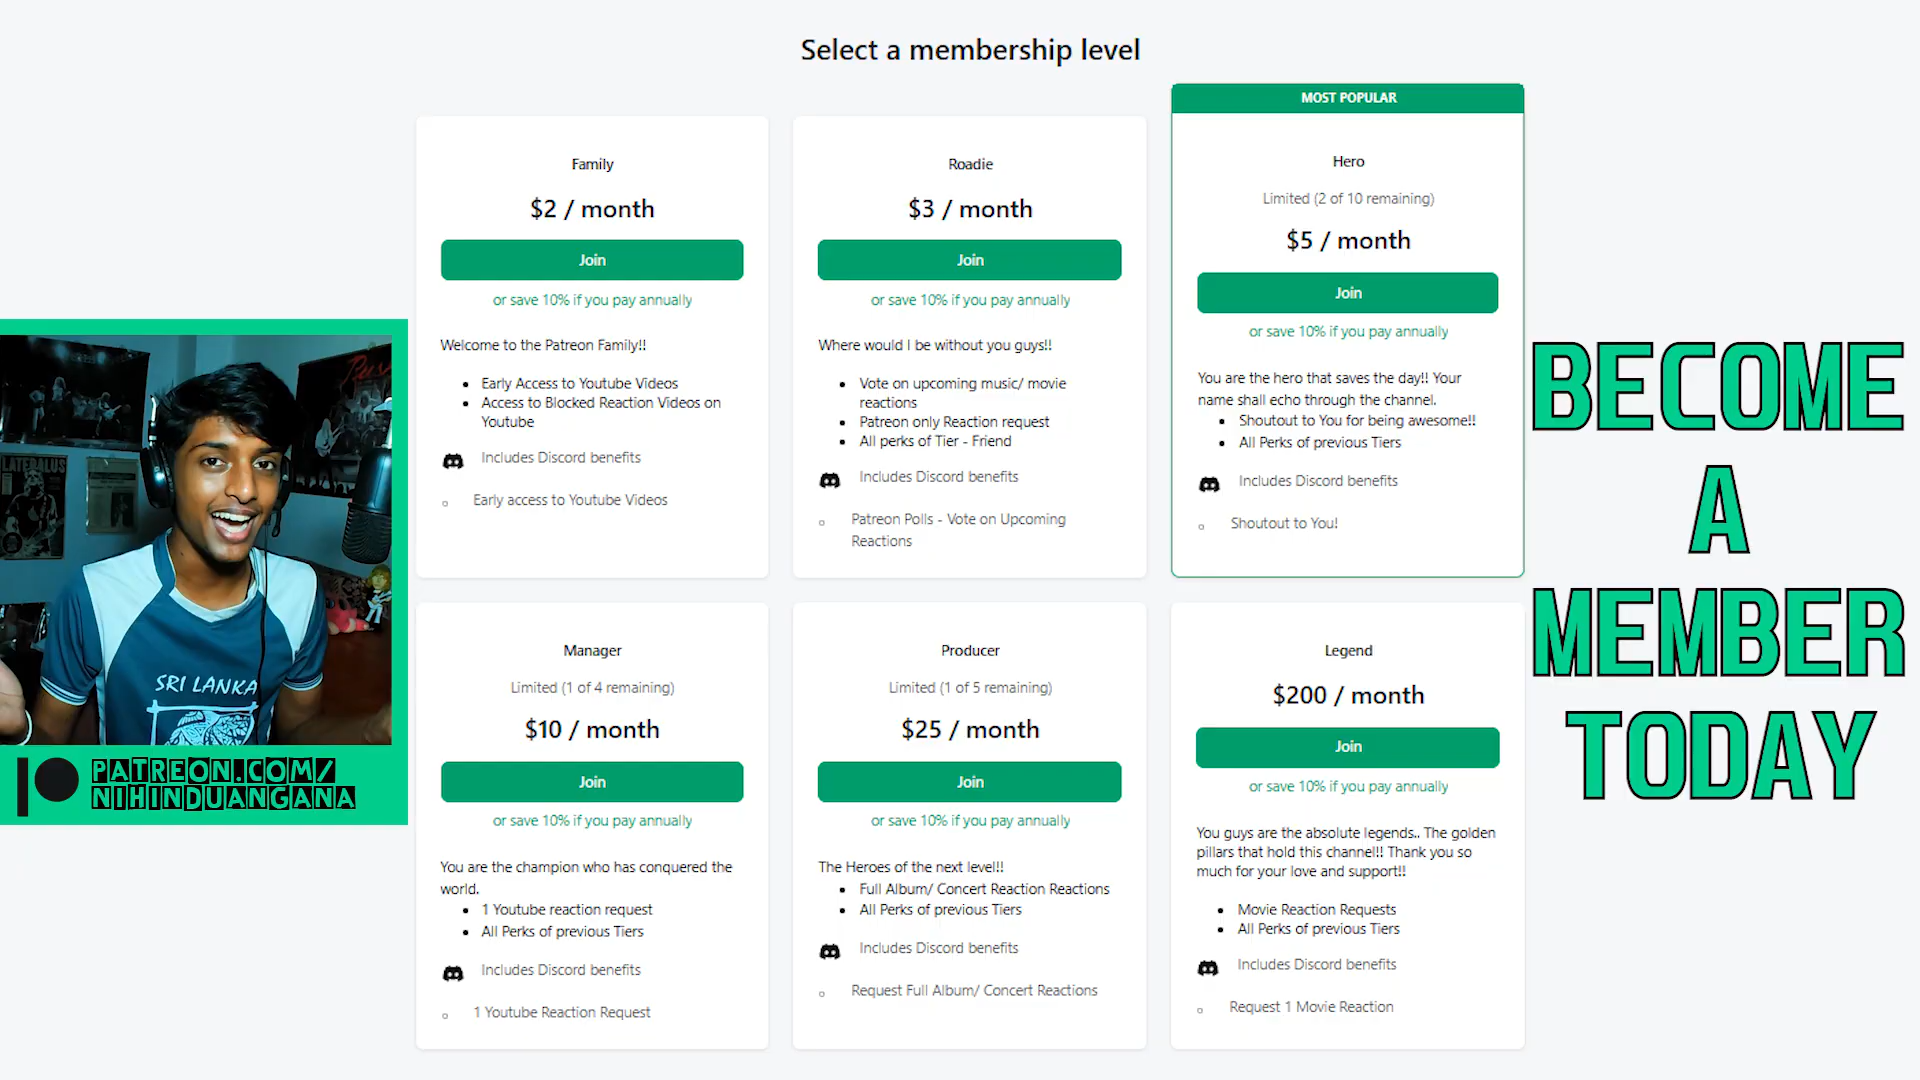 Select a membership level
Family
$2 / month
Join
or save 10% if you pay annually
Welcome to the Patreon Family!!
Early Access to Youtube Videos
Access to Blocked Reaction Videos on
Youtube
Includes Discord benefits
Early access to Youtube Videos
Roadie
$3 / month
Join
or save 10% if you pay annually
Where would I be without you guys!!
Vote on upcoming music/ movie
reactions
Patreon only Reaction request
All perks of Tier - Friend
Includes Discord benefits
Patreon Polls - Vote on Upcoming
Reactions
MOST POPULAR
Hero
Limited (2 of 10 remaining)
$5 / month
Join
or save 10% if you pay annually
You are the hero that saves the day!! Your
name shall echo through the channel.
Shoutout to You for being awesome!!
All Perks of previous Tiers
Includes Discord benefits
Shoutout to You!
Manager
Limited (1 of 4 remaining)
$10 / month
Join
or save 10% if you pay annually
You are the champion who has conquered the
world.
1 Youtube reaction request
All Perks of previous Tiers
Includes Discord benefits
1 Youtube Reaction Request
Producer
Limited (1 of 5 remaining)
$25 / month
Join
or save 10% if you pay annually
The Heroes of the next level!!
Full Album/ Concert Reaction Reactions
All Perks of previous Tiers
Includes Discord benefits
Request Full Album/ Concert Reactions
Legend
$200 / month
Join
or save 10% if you pay annually
You guys are the absolute legends.. The golden
pillars that hold this channel!! Thank you so
much for your love and support!!
Movie Reaction Requests
All Perks of previous Tiers
Includes Discord benefits
Request 1 Movie Reaction
LATERALUS
SRI LANKA
PATREON.COM/
NIHINDUANGANA
BECOME
A
MEMBER
TODAY